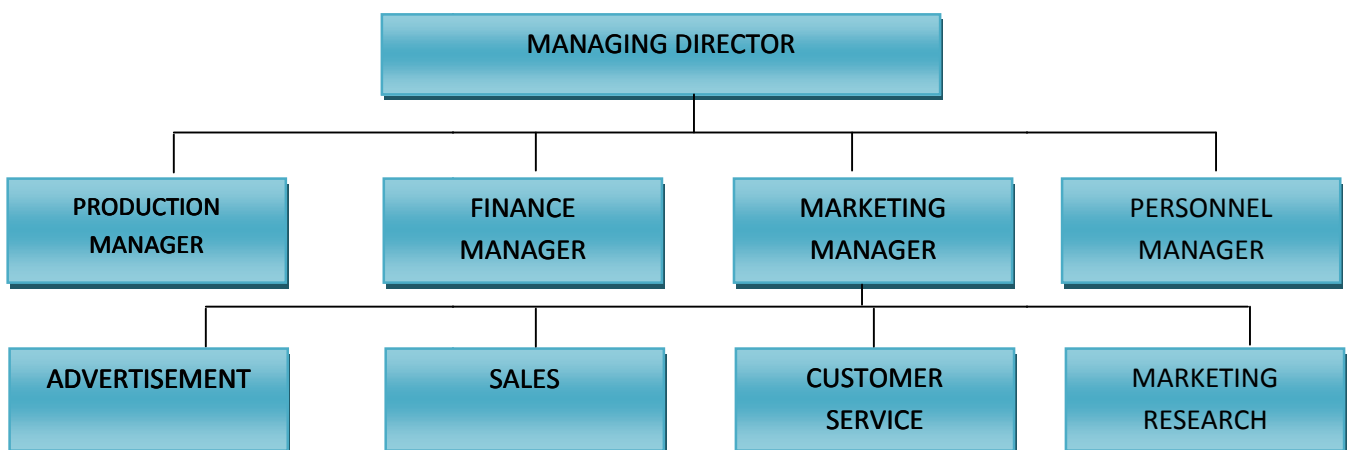 MANAGING DIRECTOR
PRODUCTION
MANAGER
FINANCE
MANAGER
MARKETING
MANAGER
PERSONNEL
MANAGER
ADVERTISEMENT
SALES
CUSTOMER
SERVICE
MARKETING
RESEARCH